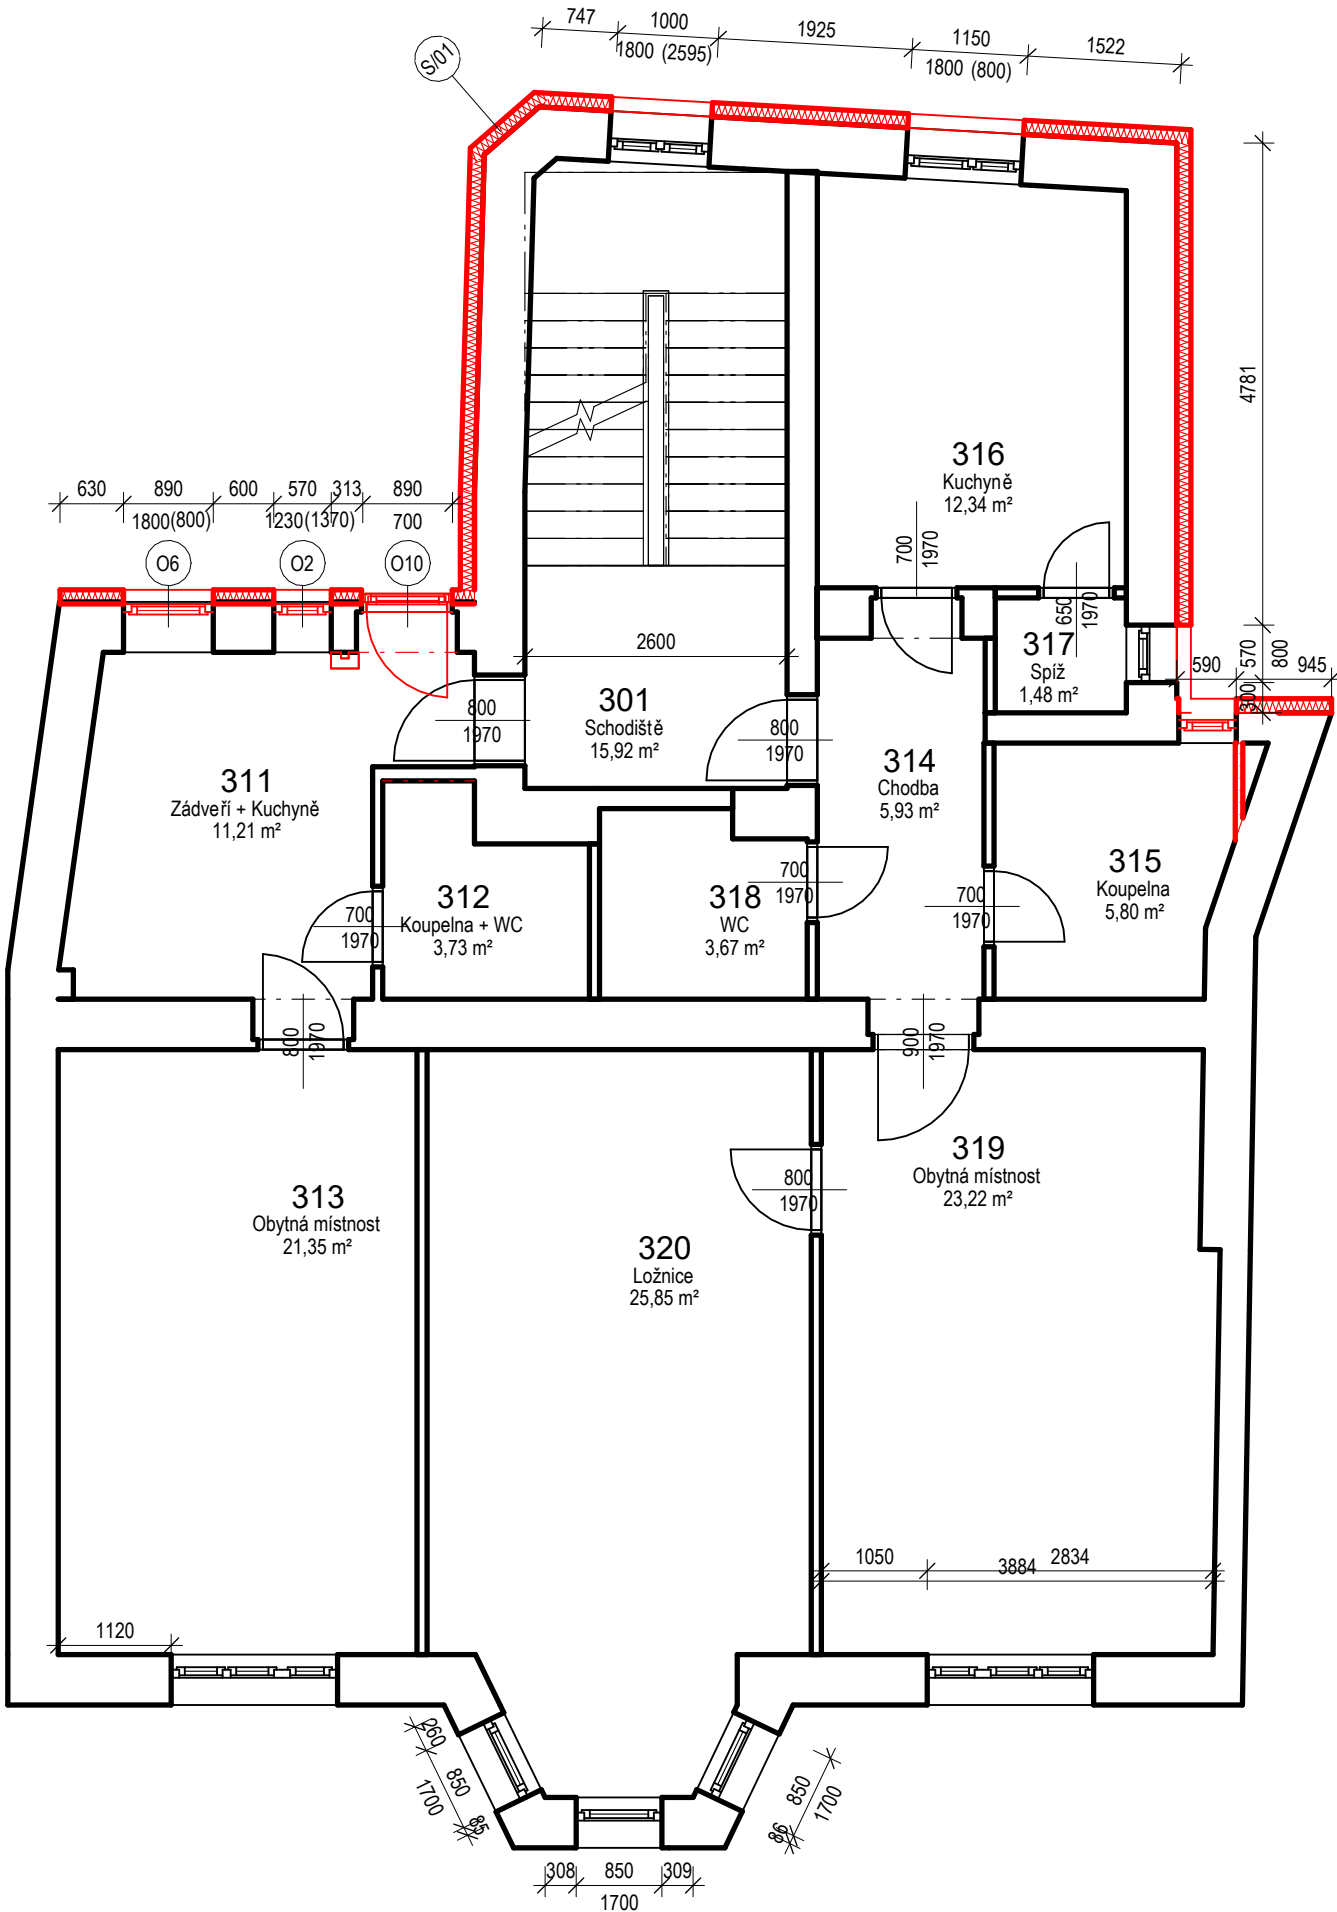 747
1000
1800 (2595)
1925
1150
1800 (800)
1522
S/01
4781
316
Kuchyně
12,34 m²
630
890
1800(800)
600
570
1230(1370)
313
890
700
O6
O2
O10
700
1970
650
1970
317
Spíž
1,48 m²
590
570
800
300
945
2600
301
Schodiště
15,92 m²
800
1970
800
1970
314
Chodba
5,93 m²
311
Zádveří + Kuchyně
11,21 m²
315
Koupelna
5,80 m²
312
Koupelna + WC
3,73 m²
318
WC
3,67 m²
700
1970
700
1970
700
1970
800
1970
900
1970
319
Obytná místnost
23,22 m²
800
1970
313
Obytná místnost
21,35 m²
320
Ložnice
25,85 m²
1050
2834
3884
1120
260
850
1700
85
850
1700
86
308
850
309
1700